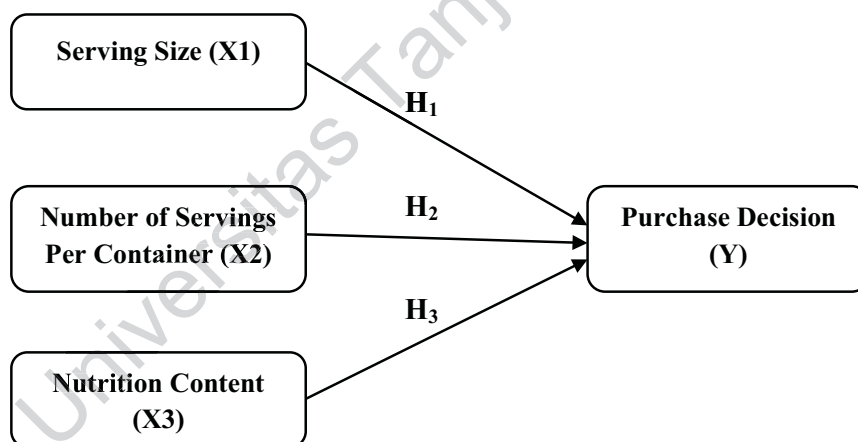 Serving Size (X1)
H₁
Number of Servings
Per Container (X2)
H₂
Purchase Decision
(Y)
H₃
Nutrition Content
(X3)
Universitas Tanj